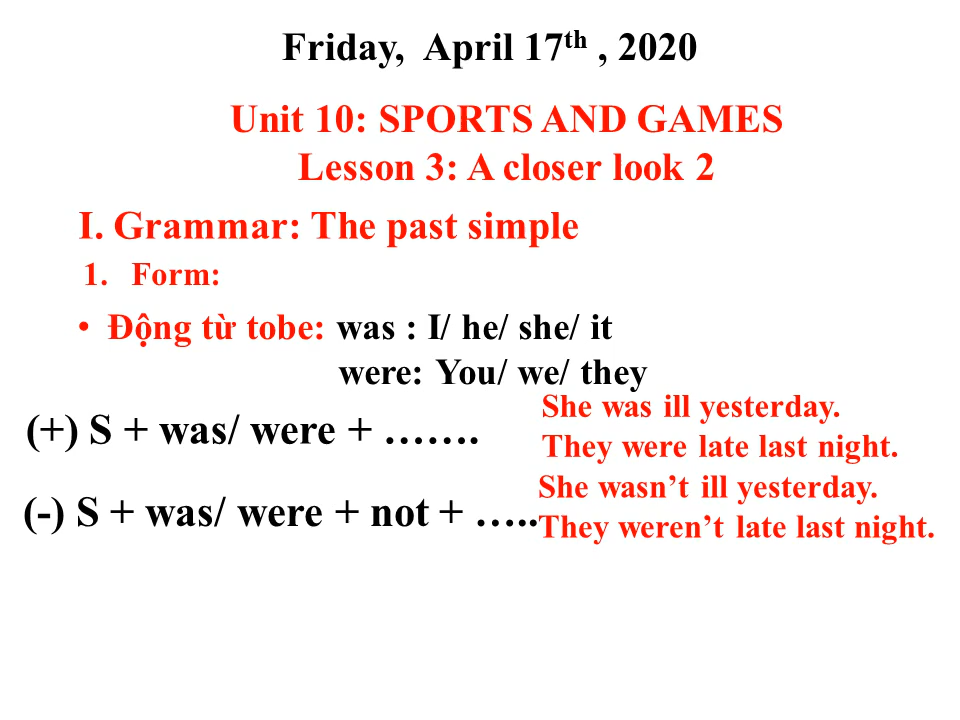 Friday, April 17th , 2020
Unit 10: SPORTS AND GAMES
Lesson 3: A closer look 2
I. Grammar: The past simple
1. Form:
• Động từ tobe: was : I/ he/ she/ it
were: You/ we/ they
(+) S + was/ were + …….
She was ill yesterday.
They were late last night.
(-) S + was/ were + not + …..
She wasn’t ill yesterday.
They weren’t late last night.